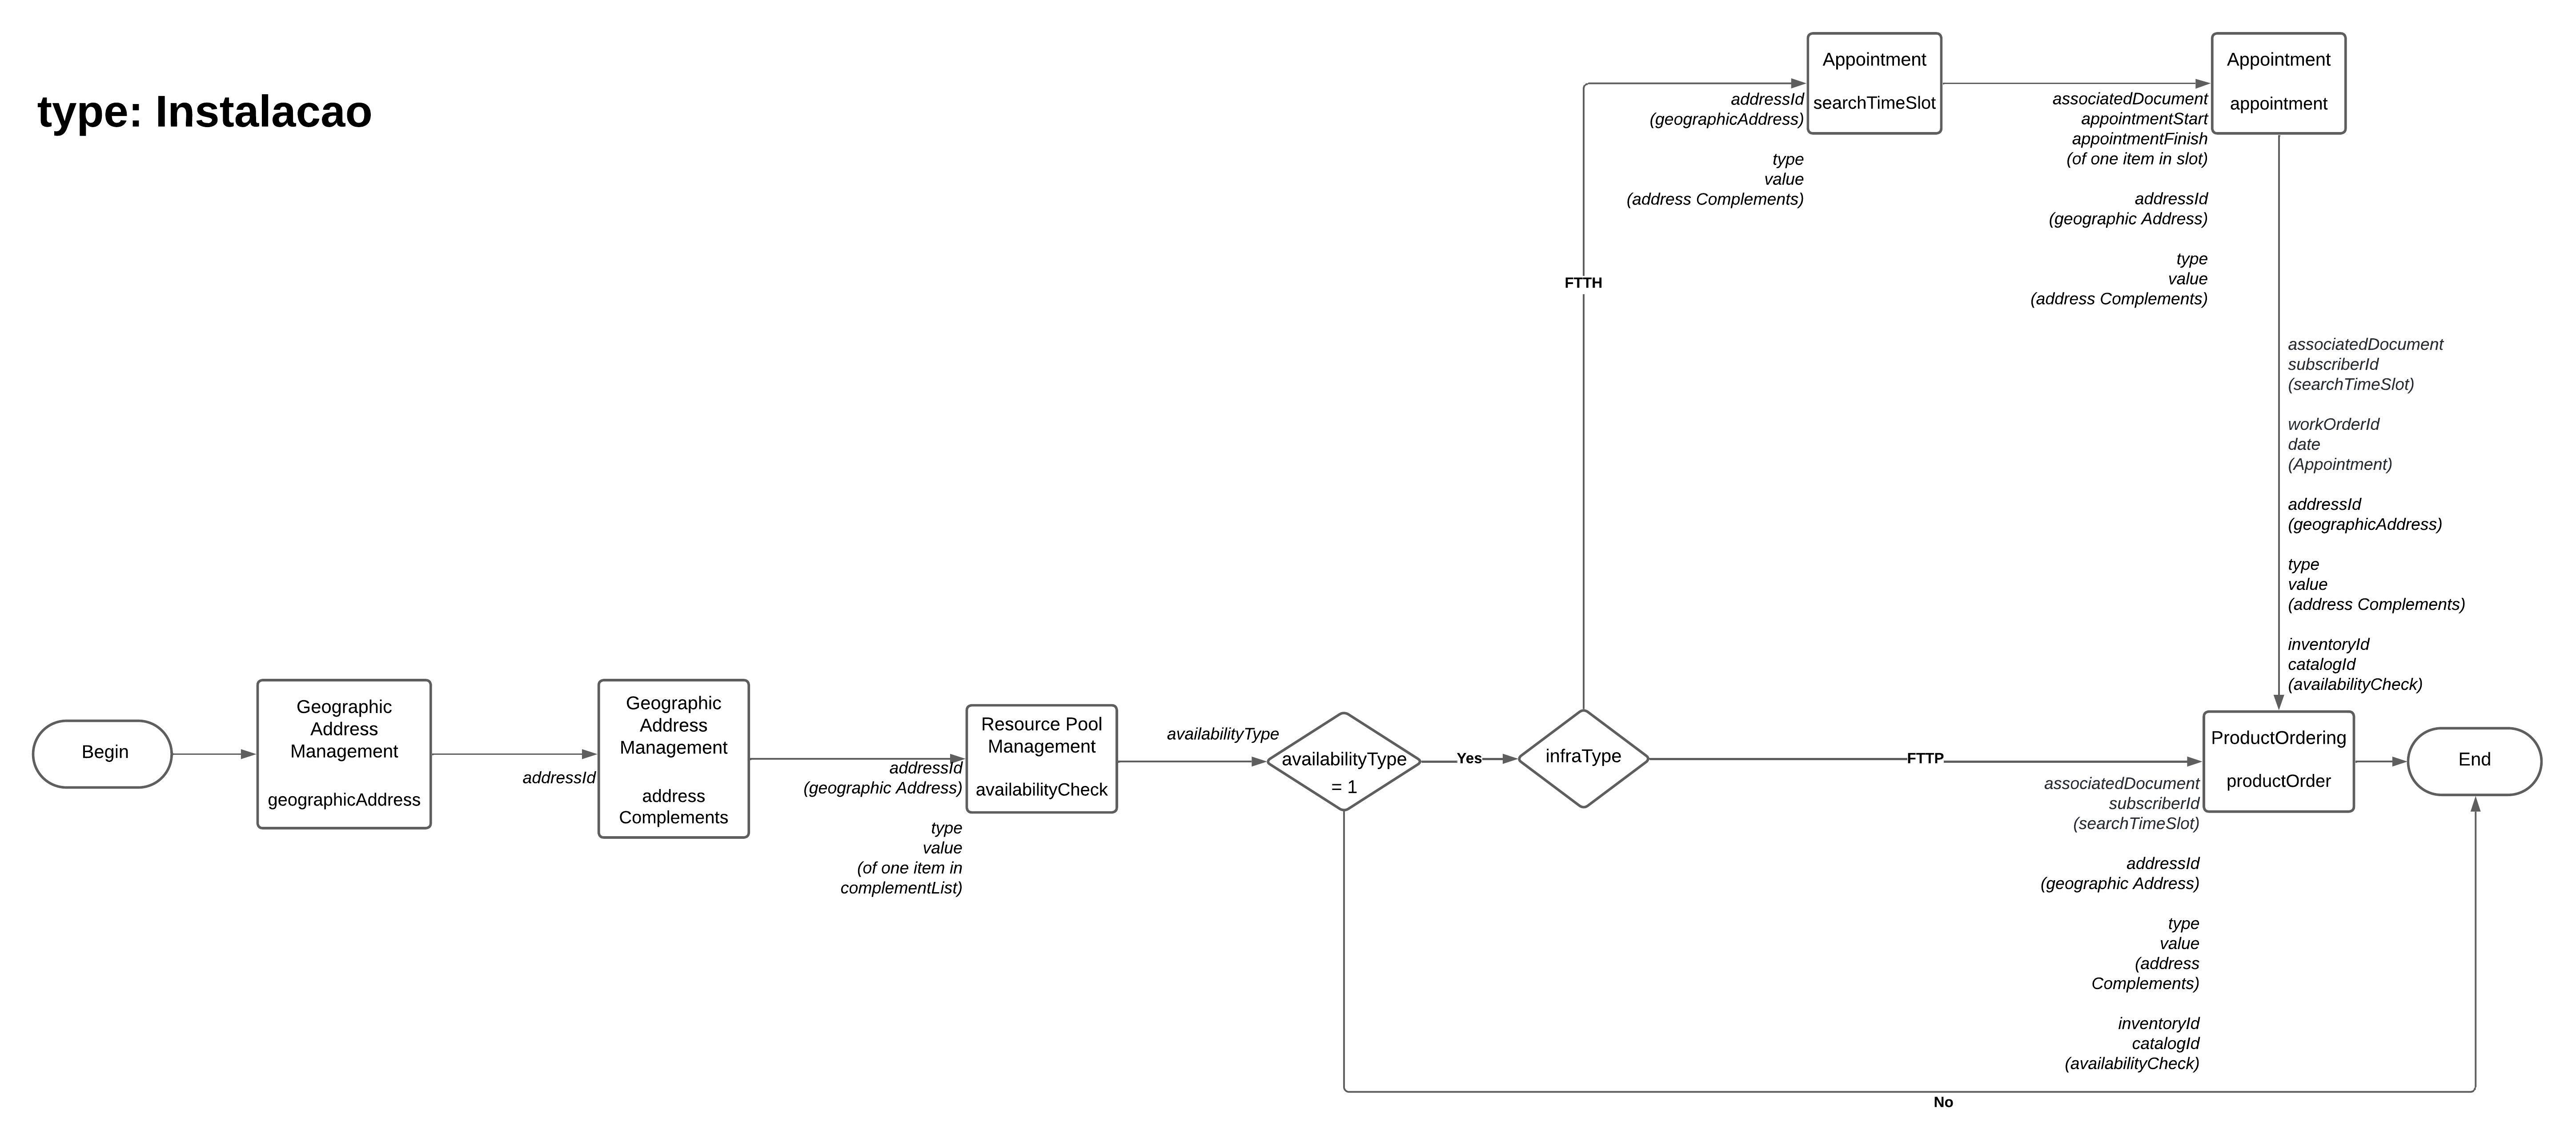 type: Instalacao
Begin
Geographic
Address
Management
geographicAddress
addressId
Geographic
Address
Management
address
Complements
addressId
(geographic Address)
type
value
(of one item in
complementList)
Resource Pool
Management
availabilityCheck
availabilityType
availabilityType
= 1
Yes
No
infraType
FTTH
addressId
(geographicAddress)
type
value
(address Complements)
Appointment
searchTimeSlot
associatedDocument
appointmentStart
appointmentFinish
(of one item in slot)
addressId
(geographic Address)
type
value
(address Complements)
Appointment
appointment
associatedDocument
subscriberId
(searchTimeSlot)
workOrderId
date
(Appointment)
addressId
(geographicAddress)
type
value
(address Complements)
inventoryId
catalogId
(availabilityCheck)
FTTP
associatedDocument
subscriberId
(searchTimeSlot)
addressId
(geographic Address)
type
value
(address
Complements)
inventoryId
catalogId
(availabilityCheck)
ProductOrdering
productOrder
End